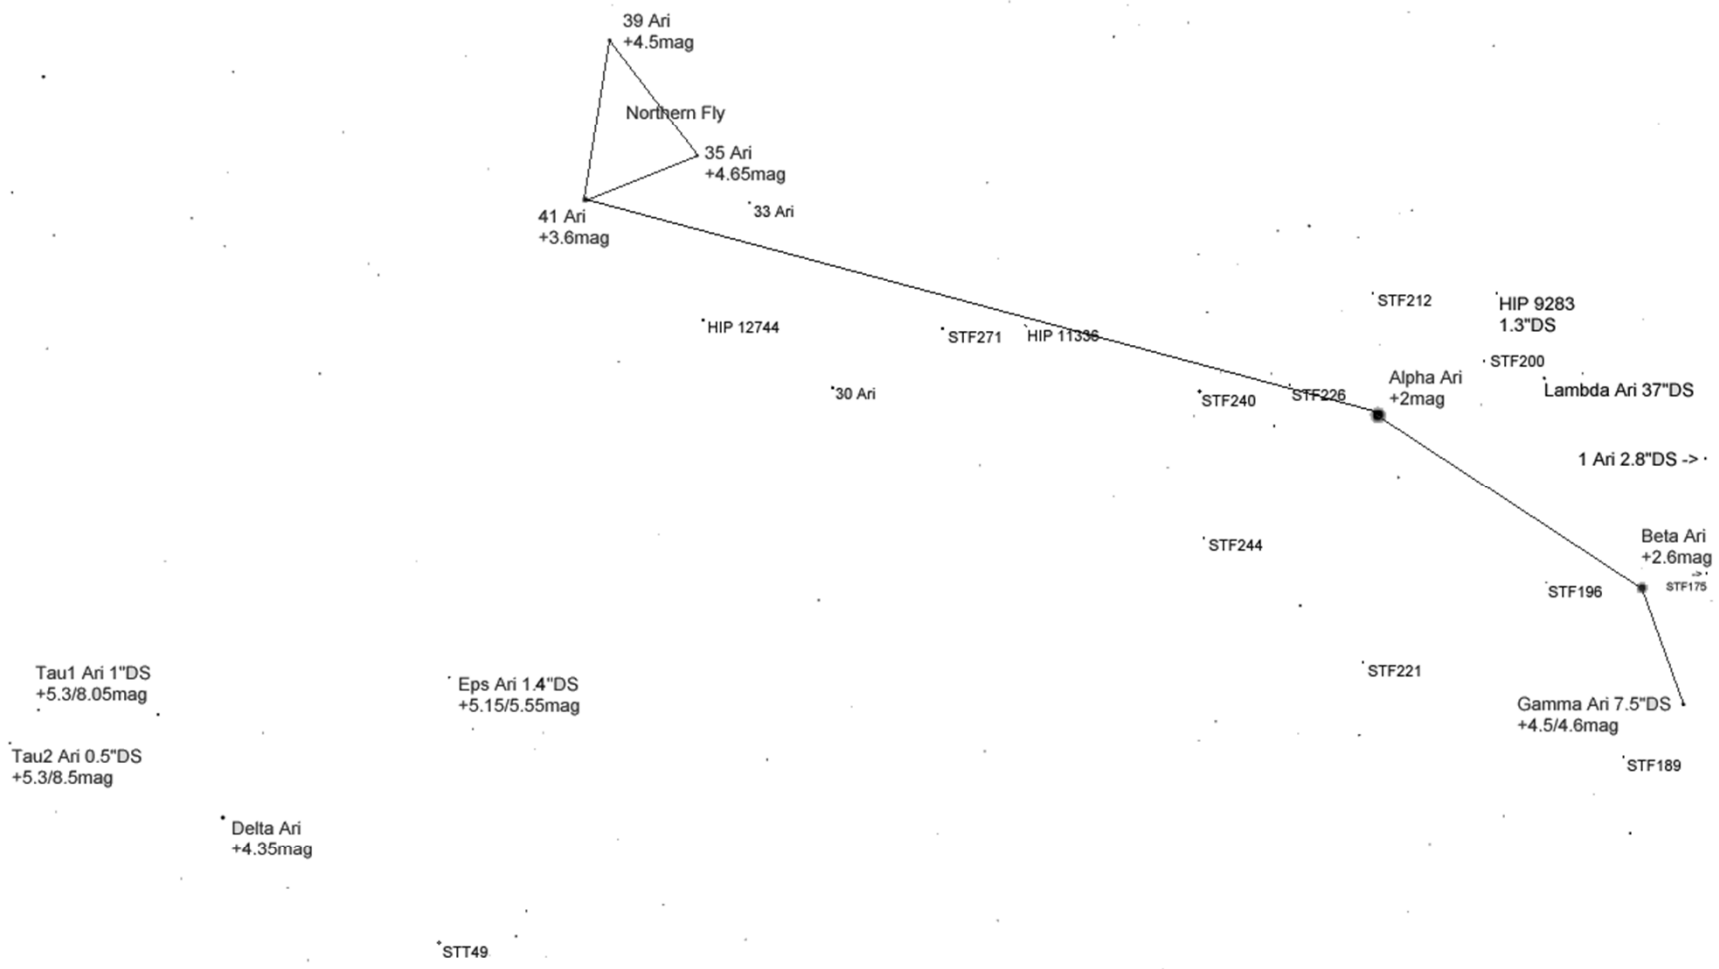 39 Ari
+4.5mag
Northern Fly
35 Ari
+4.65mag
33 Ari
41 Ari
+3.6mag
HIP 12744
STF271
HIP 11336
30 Ari
STF212
HIP 9283
1.3"DS
STF200
Alpha Ari
+2mag
Lambda Ari 37"DS
STF240
STF226
1 Ari 2.8"DS ->
STF244
Beta Ari
+2.6mag
->
STF175
STF196
STF221
Tau1 Ari 1"DS
+5.3/8.05mag
Eps Ari 1.4"DS
+5.15/5.55mag
Gamma Ari 7.5"DS
+4.5/4.6mag
Tau2 Ari 0.5"DS
+5.3/8.5mag
STF189
Delta Ari
+4.35mag
STT49